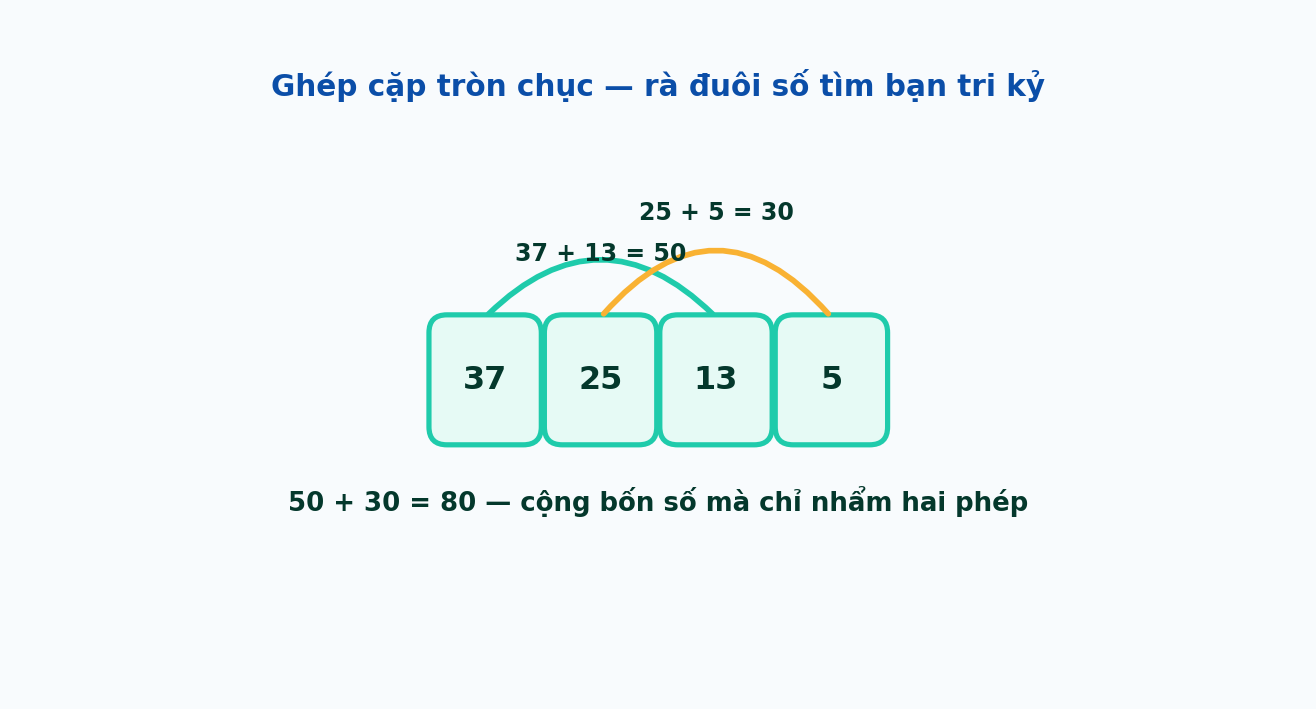 Ghép cặp tròn chục — rà đuôi số tìm bạn tri kỷ
25 + 5 = 30
37 + 13 = 50
37 25 13 5
50 + 30 = 80 — cộng bốn số mà chỉ nhẩm hai phép